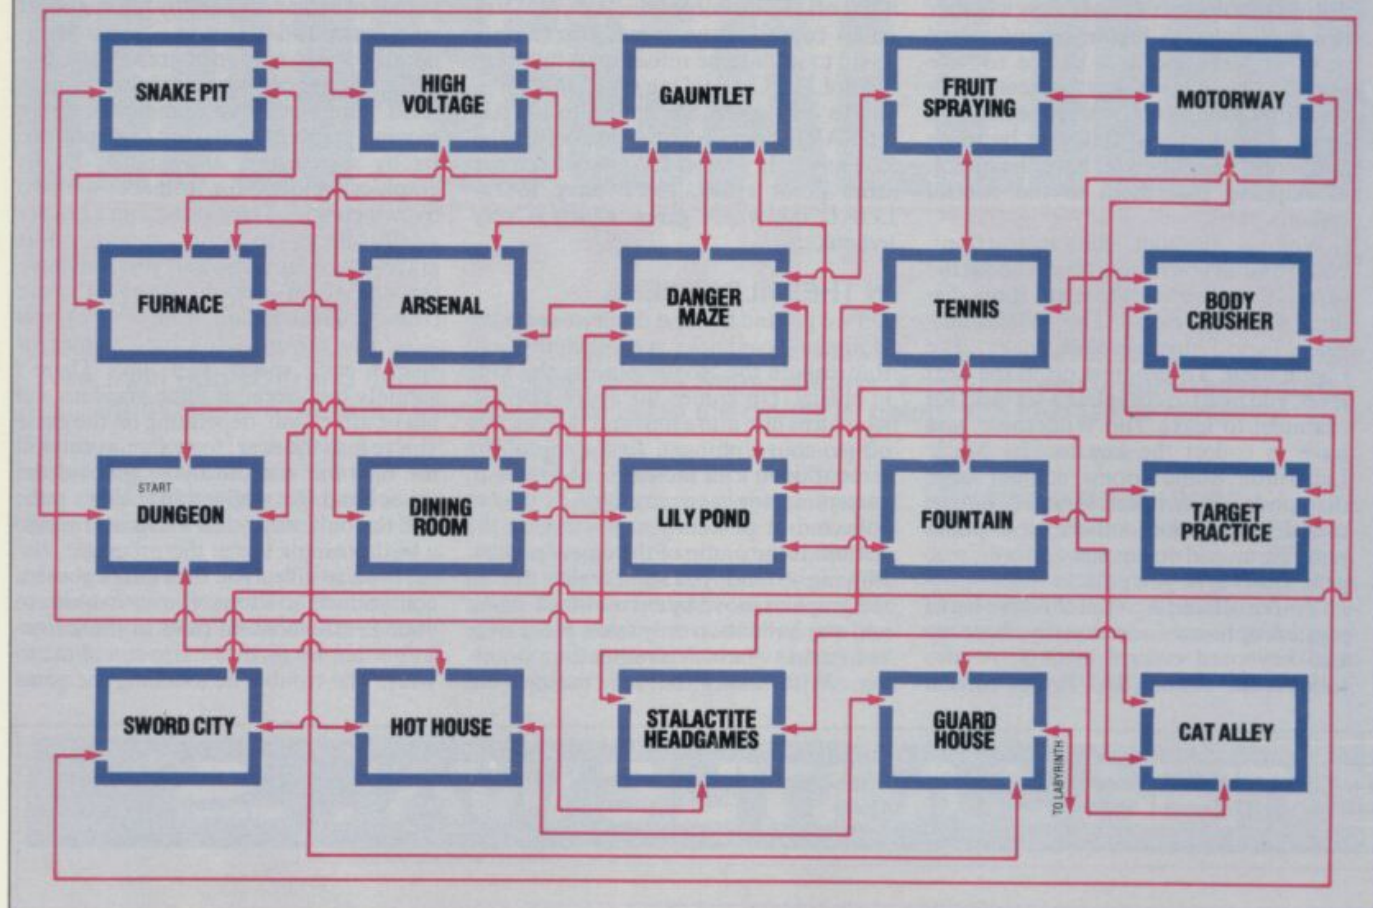 SNAKE PIT
HIGH
VOLTAGE
GAUNTLET
FRUIT
SPRAYING
MOTORWAY
FURNACE
ARSENAL
DANGER
MAZE
TENNIS
BODY
CRUSHER
START
DUNGEON
DINING
ROOM
LILY POND
FOUNTAIN
TARGET
PRACTICE
SWORD CITY
HOT HOUSE
STALACTITE
HEADGAMES
GUARD
HOUSE
TO LABYRINTH
CAT ALLEY